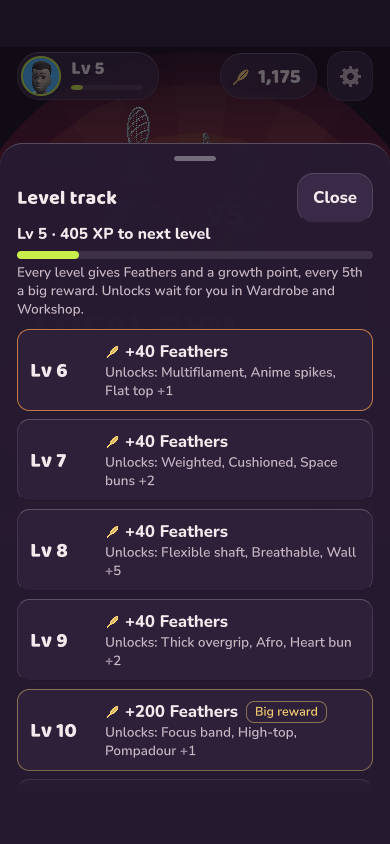 Lv 5
1,175
Level track
Close
Lv 5 · 405 XP to next level
Every level gives Feathers and a growth point, every 5th
a big reward. Unlocks wait for you in Wardrobe and
Workshop.
Lv 6
+40 Feathers
Unlocks: Multifilament, Anime spikes,
Flat top +1
Lv 7
+40 Feathers
Unlocks: Weighted, Cushioned, Space
buns +2
Lv 8
+40 Feathers
Unlocks: Flexible shaft, Breathable, Wall
+5
Lv 9
+40 Feathers
Unlocks: Thick overgrip, Afro, Heart bun
+2
Lv 10
+200 Feathers Big reward
Unlocks: Focus band, High-top,
Pompadour +1